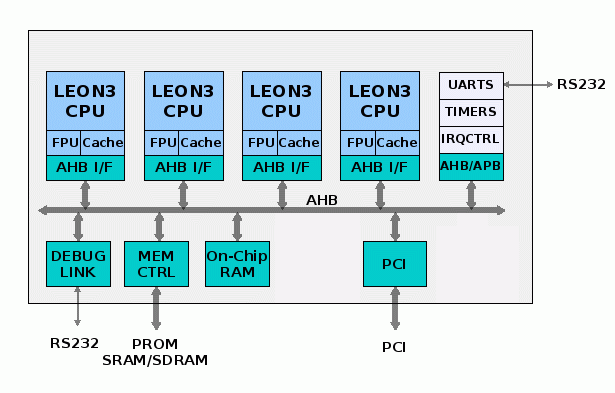 LEON3
CPU
FPU Cache
AHB I/F
LEON3
CPU
FPU Cache
AHB I/F
LEON3
CPU
FPU Cache
AHB I/F
LEON3
CPU
FPU Cache
AHB I/F
UARTS
TIMERS
IRQCTRL
AHB/APB
RS232
AHB
DEBUG
LINK
MEM
CTRL
On-Chip
RAM
PCI
RS232
PROM
SRAM/SDRAM
PCI